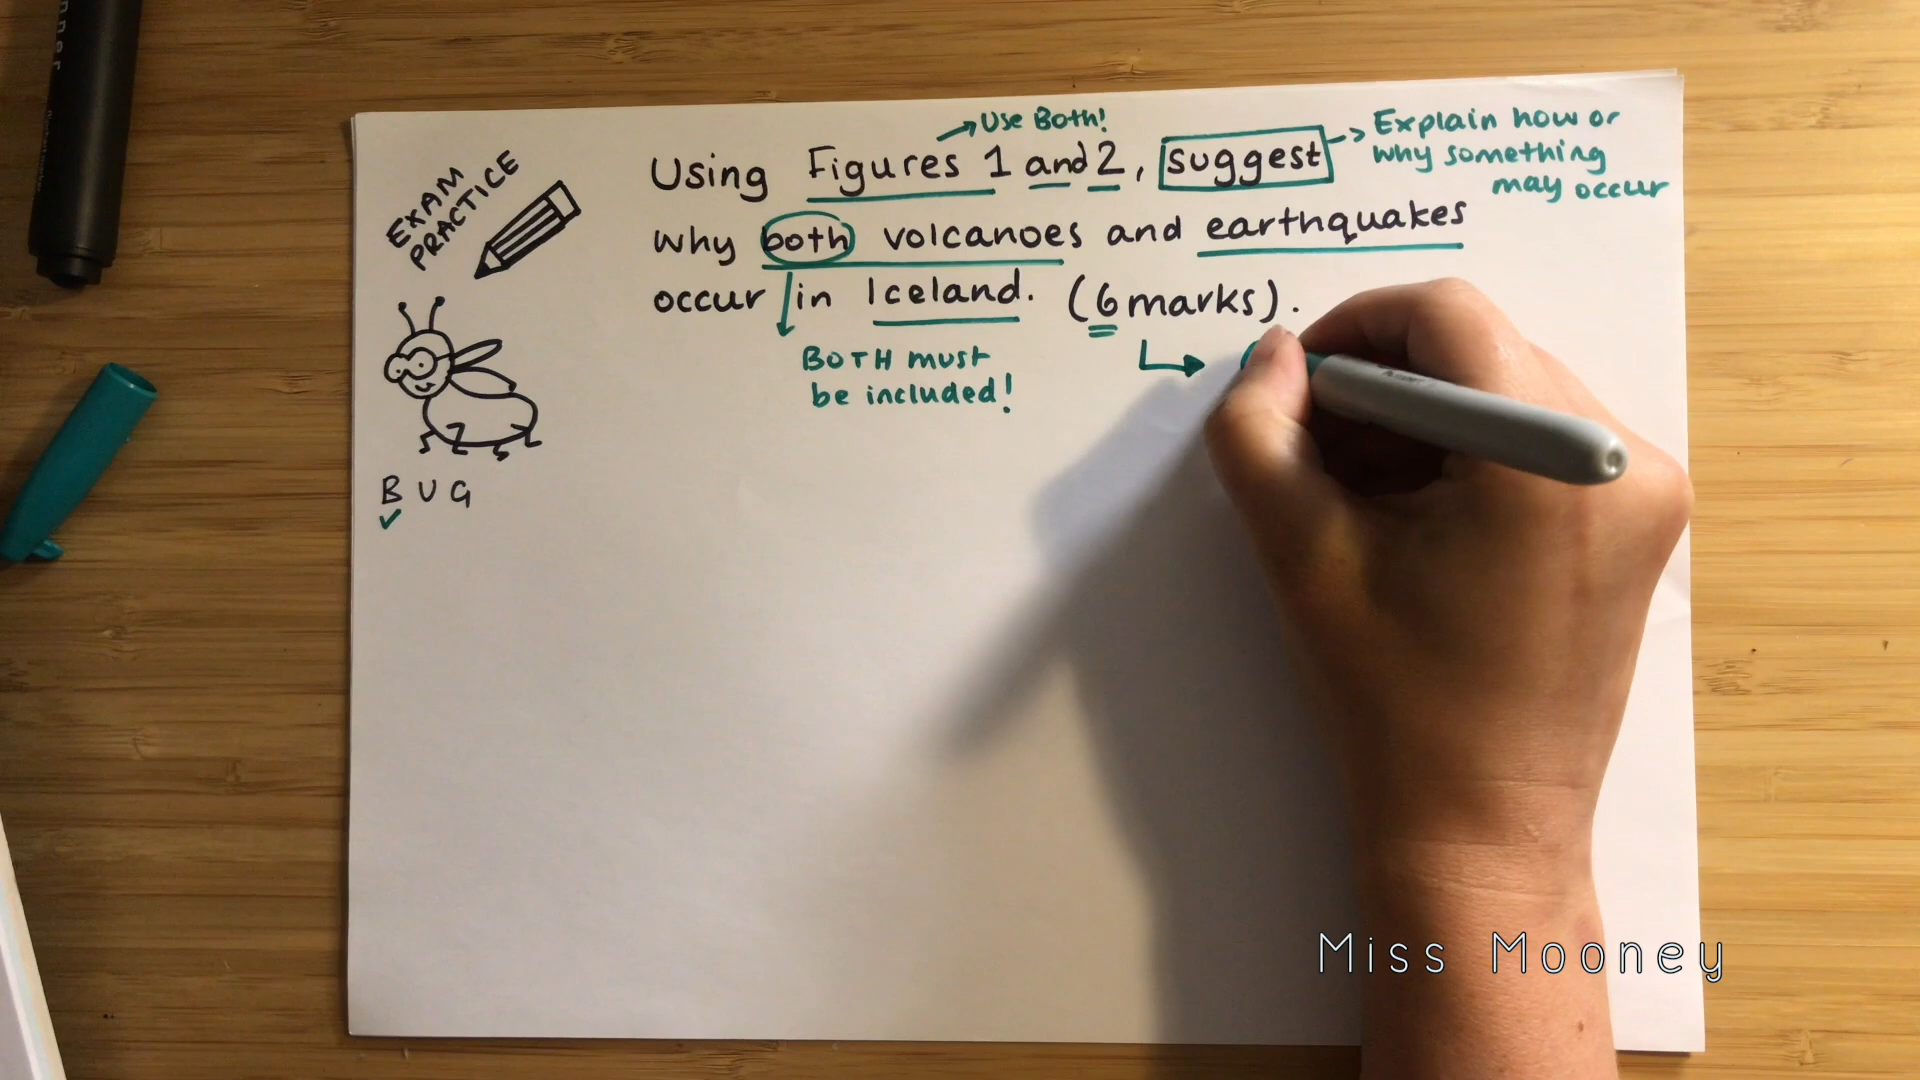 EXAM
PRACTICE
Use Both!
Using Figures 1 and 2, suggest
Explain how or
why something
may occur
why both volcanoes and earthquakes
occur in Iceland. (6 marks).
BOTH must
be included!
BUG
Miss Mooney